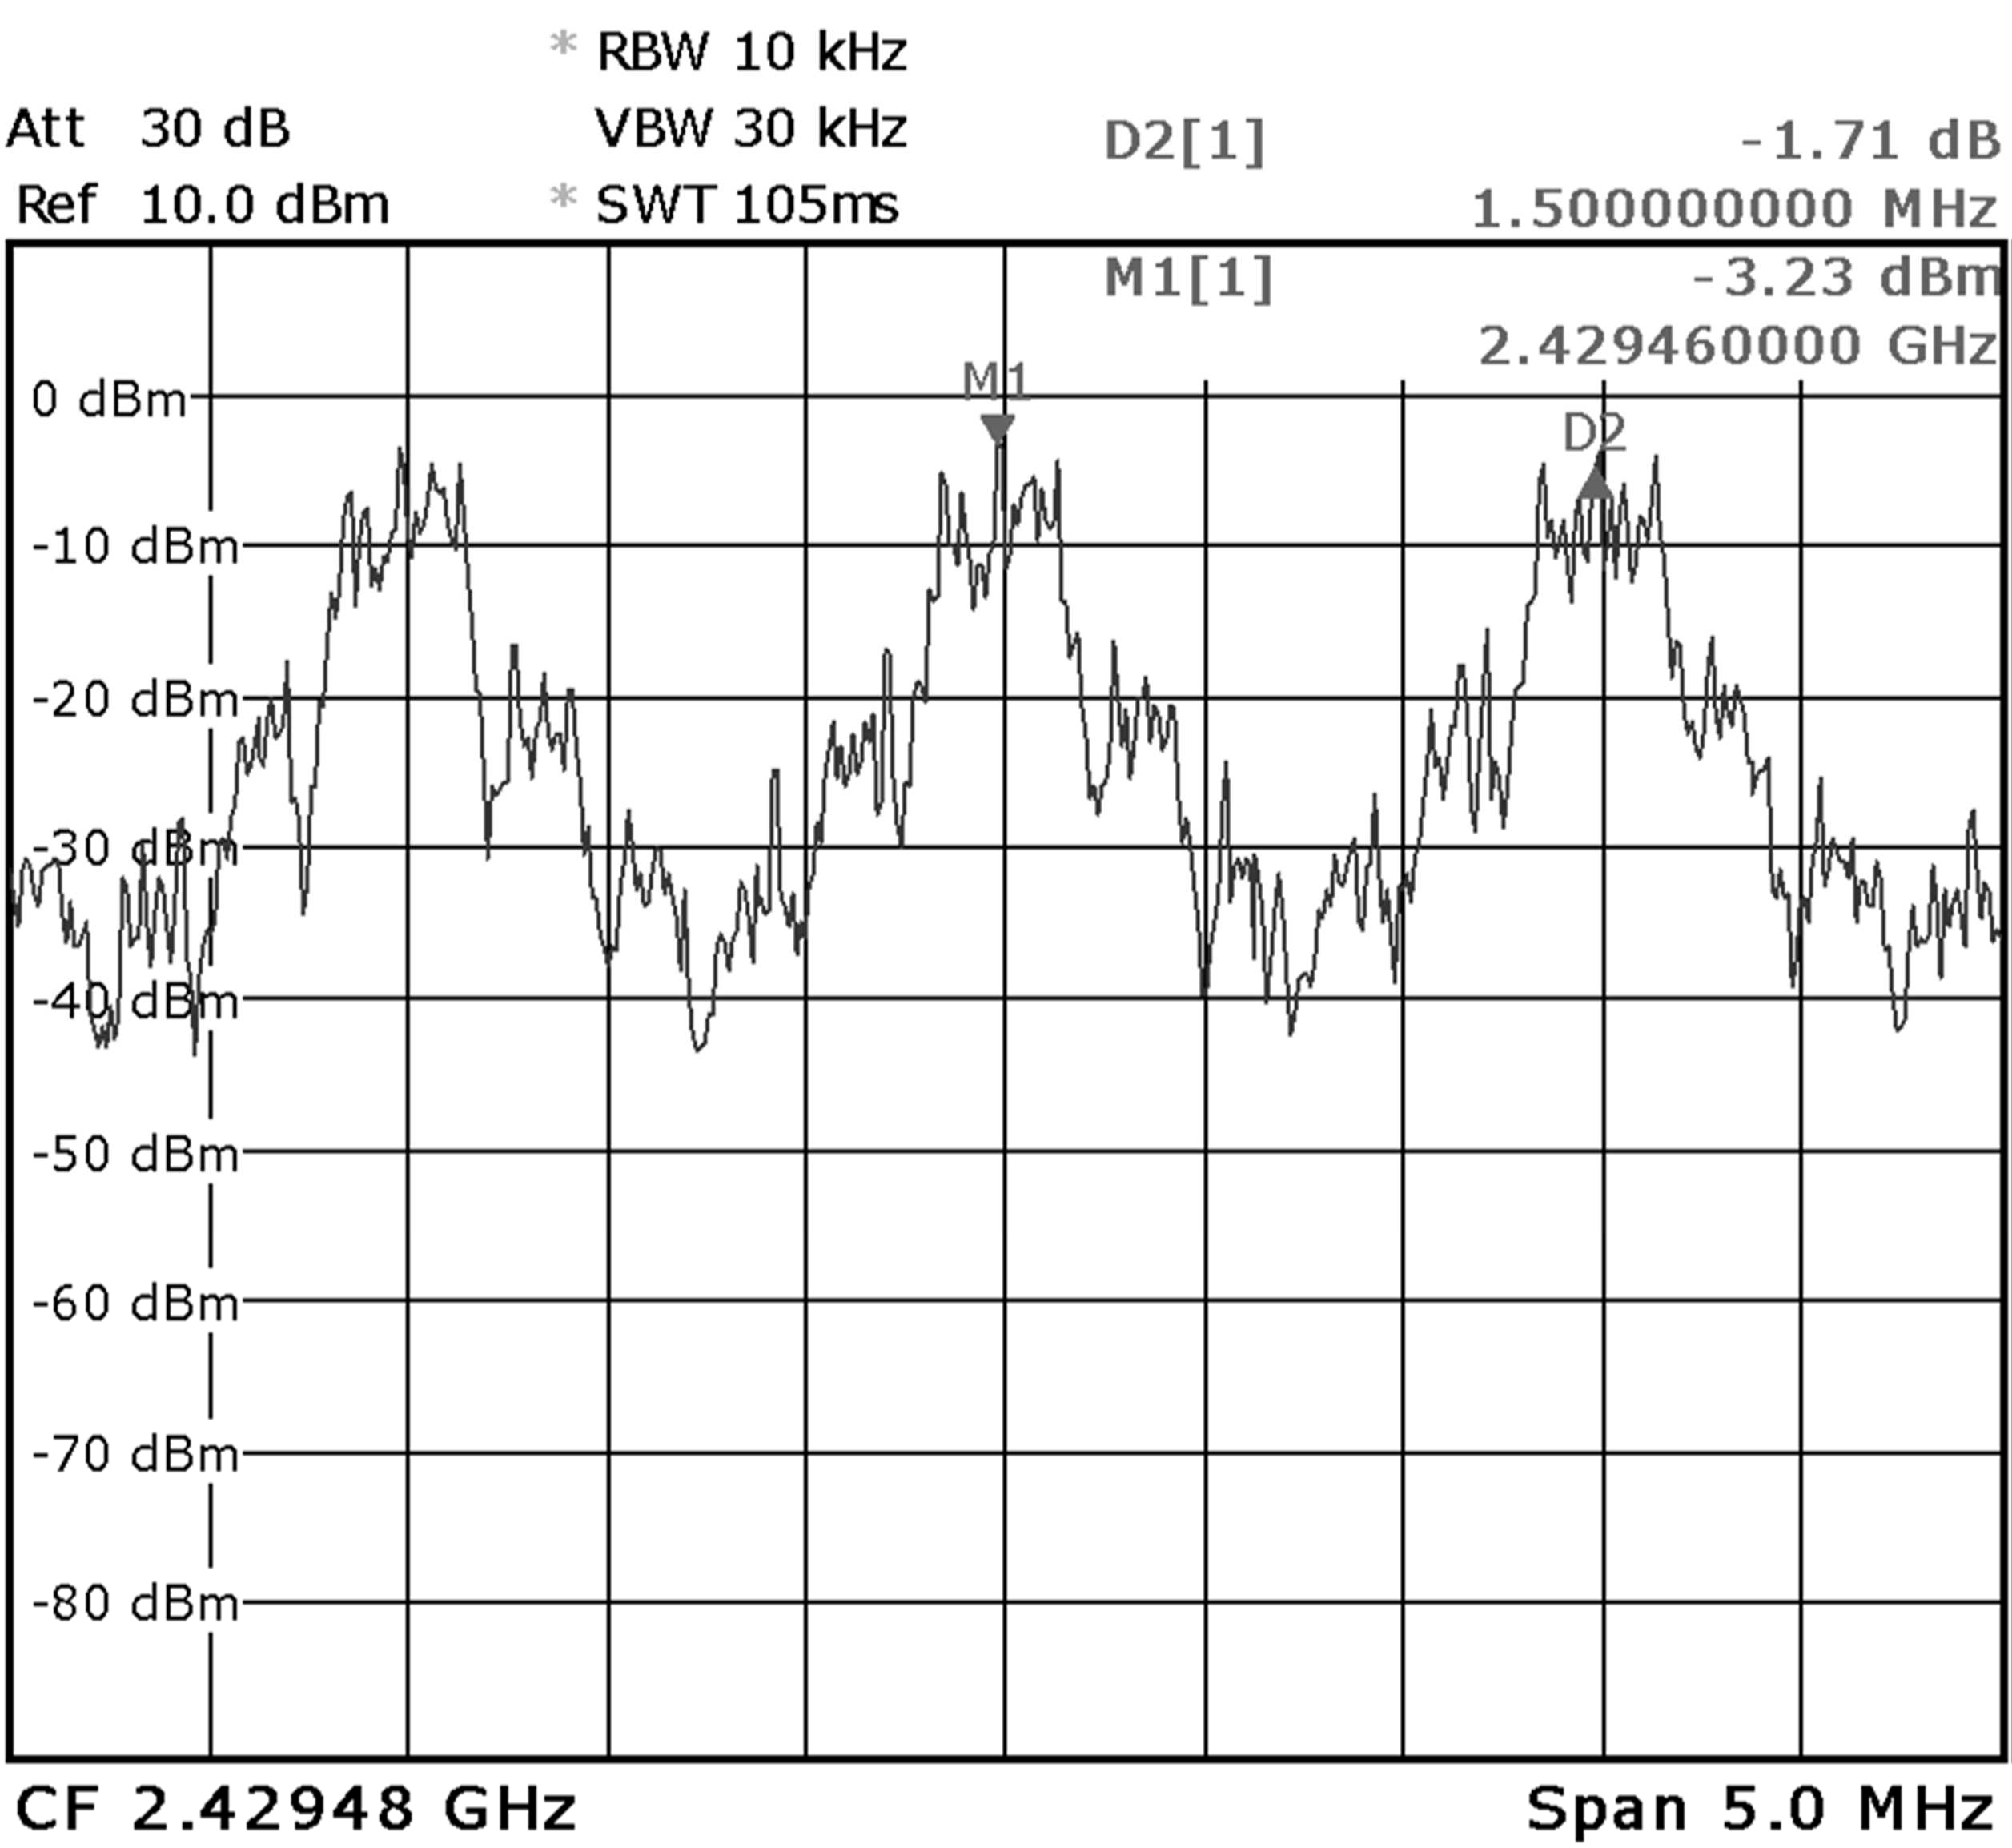 * RBW 10 kHz
Att 30 dB VBW 30 kHz D2[1] -1.71 dB
Ref 10.0 dBm * SWT 105ms 1.500000000 MHz
M1[1] -3.23 dBm
2.429460000 GHz
M1
0 dBm
D2
-10 dBm
-20 dBm
-30 dBm
-40 dBm
-50 dBm
-60 dBm
-70 dBm
-80 dBm
CF 2.42948 GHz Span 5.0 MHz